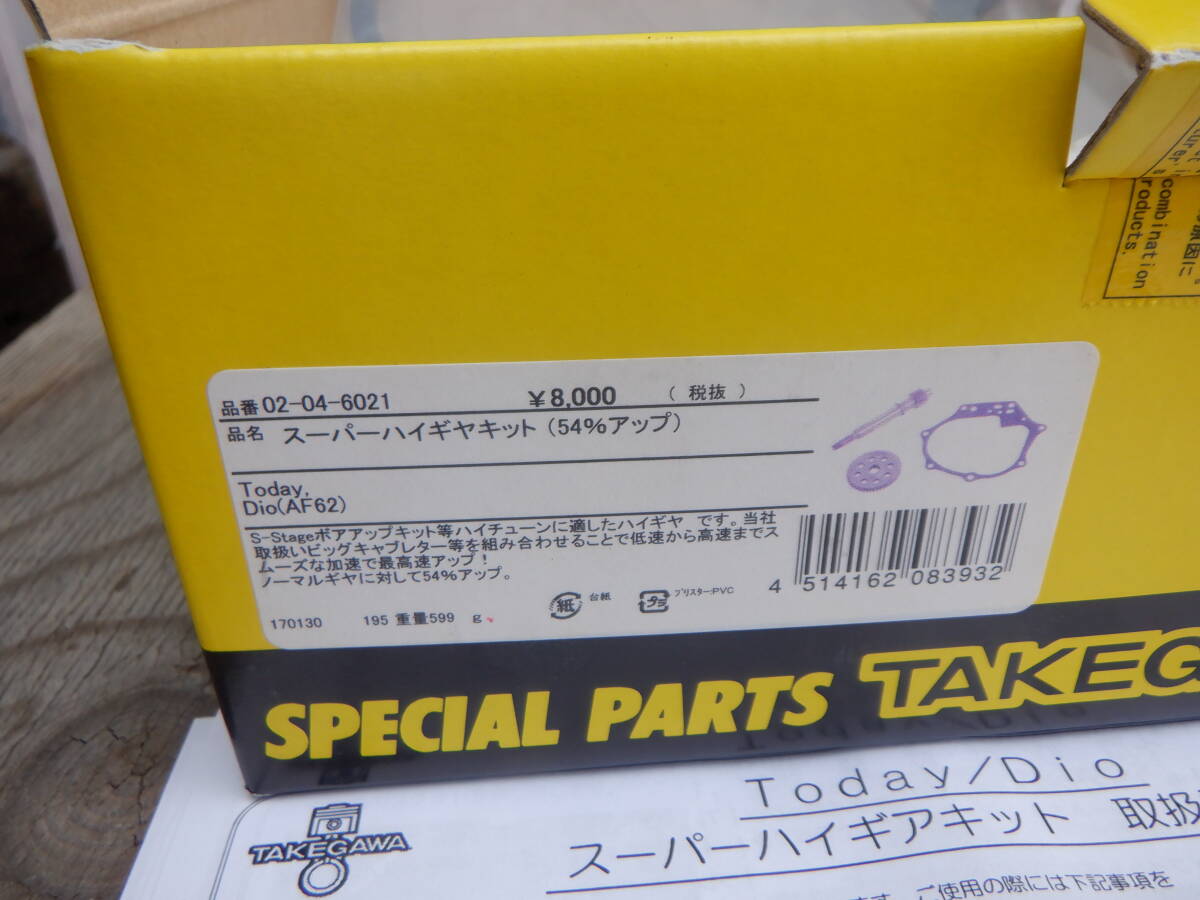 combination
roducts.
品番 02-04-6021 ¥8,000 （ 税抜 ）
品名 スーパーハイギヤキット（54%アップ）
Today,
Dio(AF62)
S-Stageボアアップキット等ハイチューンに適したハイギヤ です。当社
取扱いビッグキャブレター等を組み合わせることで低速から高速までス
ムーズな加速で最高速アップ！
ノーマルギヤに対して54%アップ。
170130 195 重量599 g
紙 台紙 プラ ブリスター:PVC
4 514162 083932
SPECIAL PARTS TAKEG
Today/Dio
TAKEGAWA
スーパーハイギアキット 取扱
ご使用の際には下記事項を